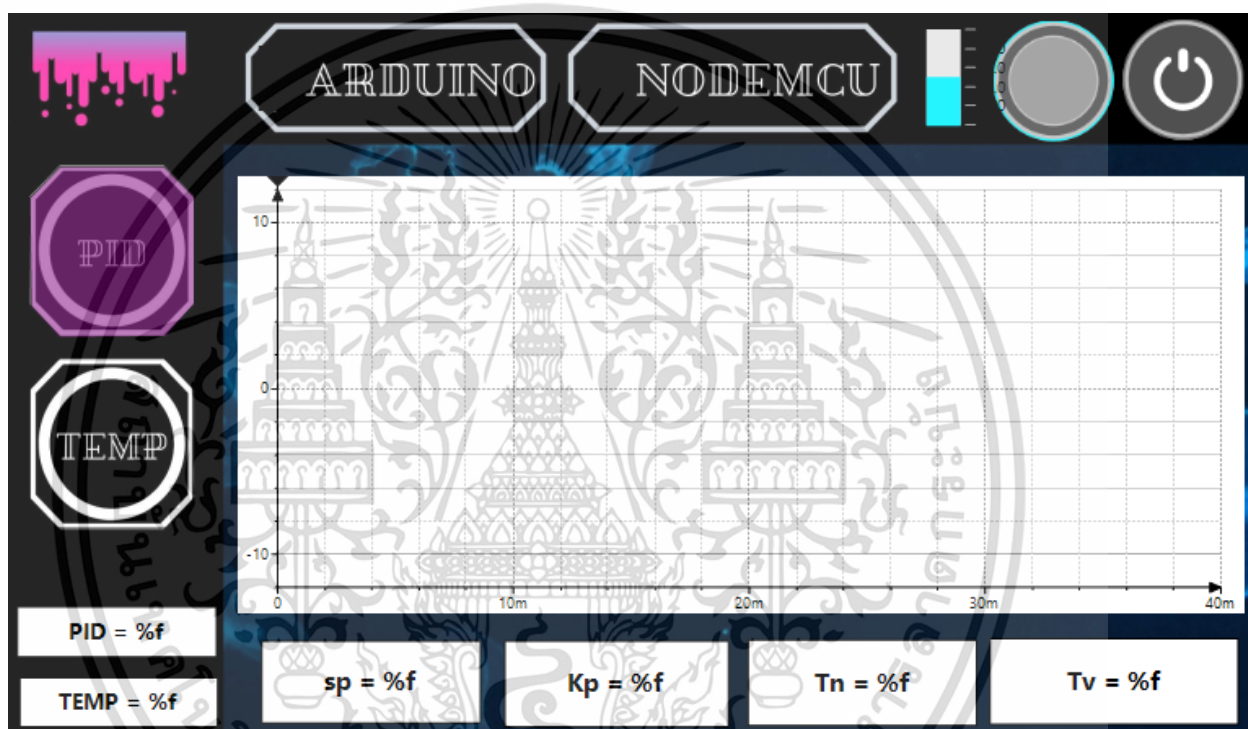 ARDUINO
NODEMCU
PID
TEMP
10
0
-10
0
10m
20m
30m
40m
PID = %f
TEMP = %f
sp = %f
Kp = %f
Tn = %f
Tv = %f